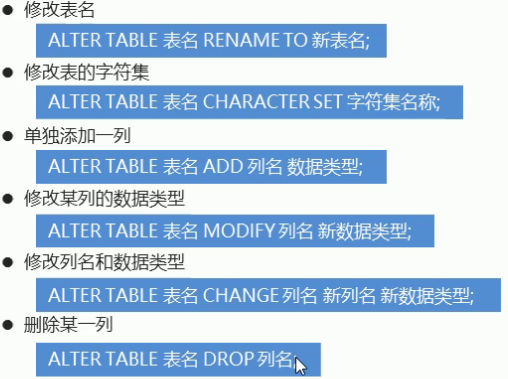 修改表名
ALTER TABLE 表名 RENAME TO 新表名;
修改表的字符集
ALTER TABLE 表名 CHARACTER SET 字符集名称;
单独添加一列
ALTER TABLE 表名 ADD 列名 数据类型;
修改某列的数据类型
ALTER TABLE 表名 MODIFY 列名 新数据类型;
修改列名和数据类型
ALTER TABLE 表名 CHANGE 列名 新列名 新数据类型;
删除某一列
ALTER TABLE 表名 DROP 列名;